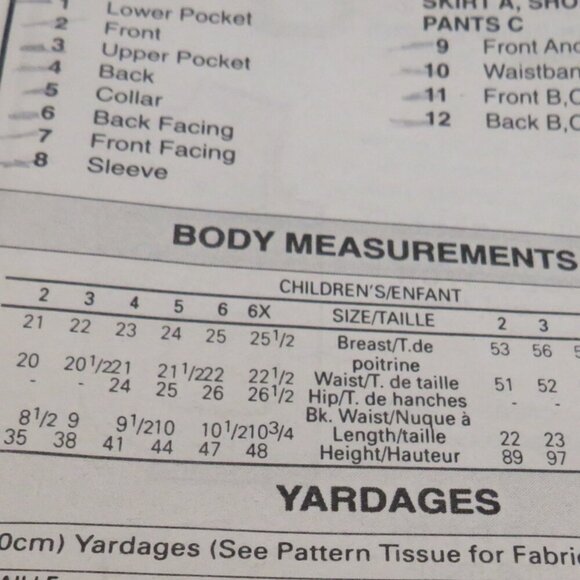 1 Lower Pocket
2 Front
3 Upper Pocket
4 Back
5 Collar
6 Back Facing
7 Front Facing
8 Sleeve
SKIRT A, SHO
PANTS C
9 Front And
10 Waistban
11 Front B,C
12 Back B,C
BODY MEASUREMENTS
CHILDREN'S/ENFANT
2 3 4 5 6 6X SIZE/TAILLE 2 3
21 22 23 24 25 25 1/2 Breast/T.de 53 56 5
poitrine
20 20 1/2 21 21 1/2 22 22 1/2 Waist/T. de taille 51 52
- - 24 25 26 26 1/2 Hip/T. de hanches - -
Bk. Waist/Nuque à
8 1/2 9 9 1/2 10 10 1/2 10 3/4 Length/taille 22 23
35 38 41 44 47 48 Height/Hauteur 89 97
YARDAGES
0cm) Yardages (See Pattern Tissue for Fabric
AILLE